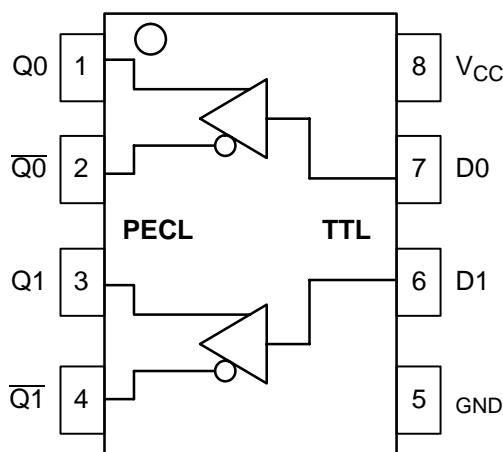 Q0 1 8 VCC
Q0 2 7 D0
PECL TTL
Q1 3 6 D1
Q1 4 5 GND